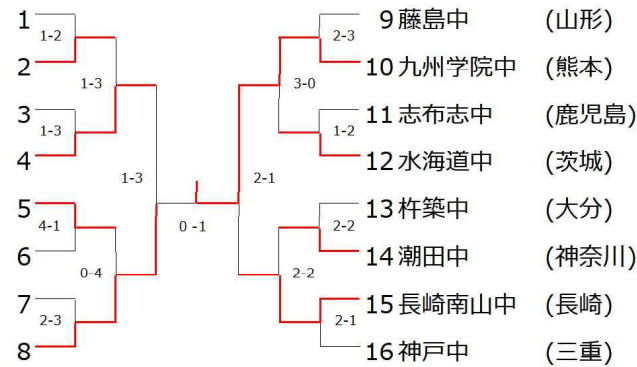 1
1-2
2
1-3
3
1-3
4
1-3
5
4-1
6
0-4
7
2-3
8
0 -1
2-1
9 藤島中 (山形)
2-3
10 九州学院中 (熊本)
3-0
11 志布志中 (鹿児島)
1-2
12 水海道中 (茨城)
13 杵築中 (大分)
2-2
14 潮田中 (神奈川)
2-2
15 長崎南山中 (長崎)
2-1
16 神戸中 (三重)